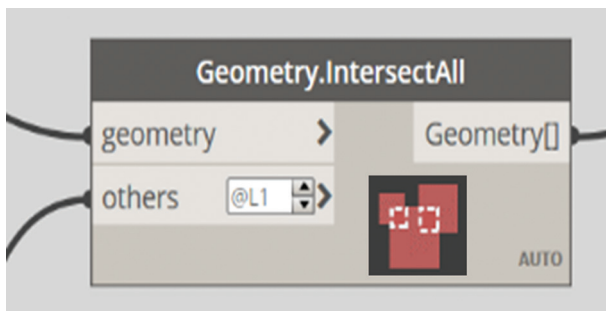 Geometry.IntersectAll
geometry > Geometry[]
others @L1 >
AUTO